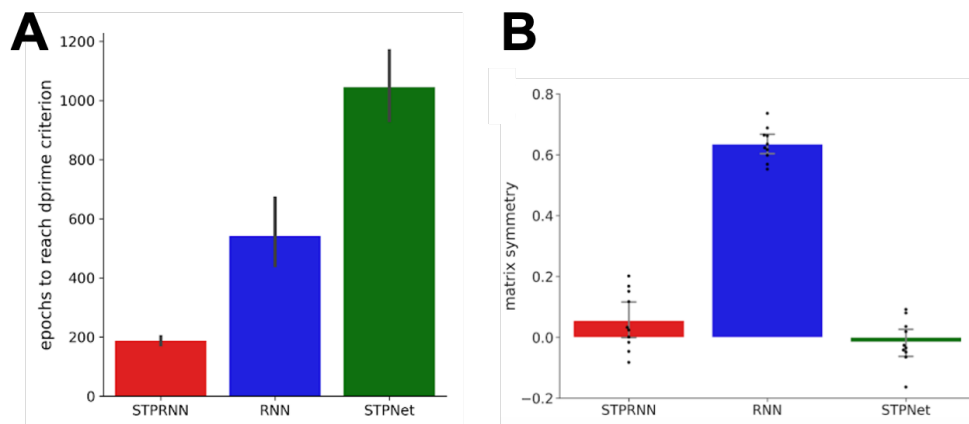 A
epochs to reach dprime criterion
1200
1000
800
600
400
200
0
STPRNN RNN STPNet
B
matrix symmetry
0.8
0.6
0.4
0.2
0.0
−0.2
STPRNN RNN STPNet